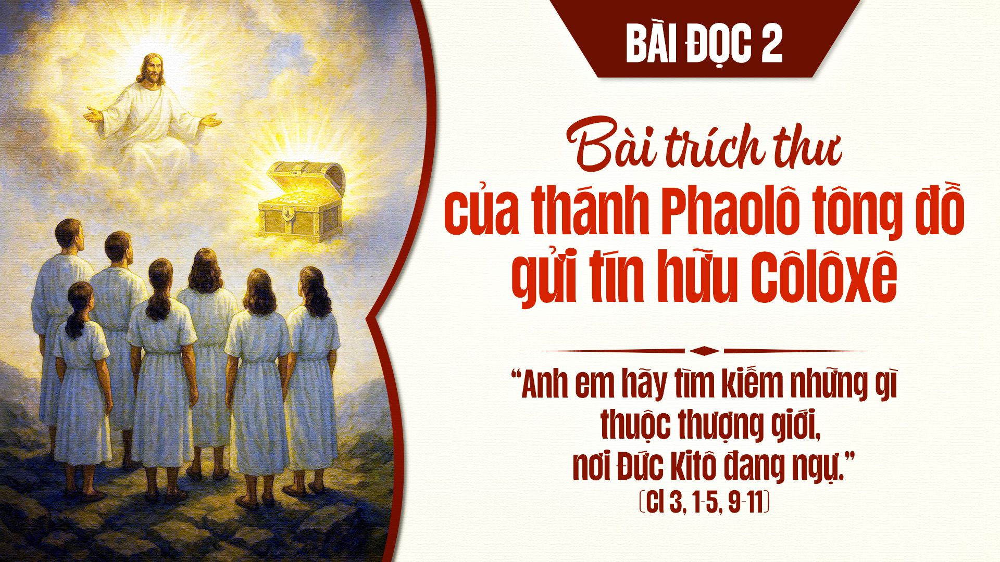 BÀI ĐỌC 2
Bài trích thư
của thánh Phaolô tông đồ
gửi tín hữu Côlôxê
“Anh em hãy tìm kiếm những gì
thuộc thượng giới,
nơi Đức Kitô đang ngự.”
(Cl 3, 1-5, 9-11)